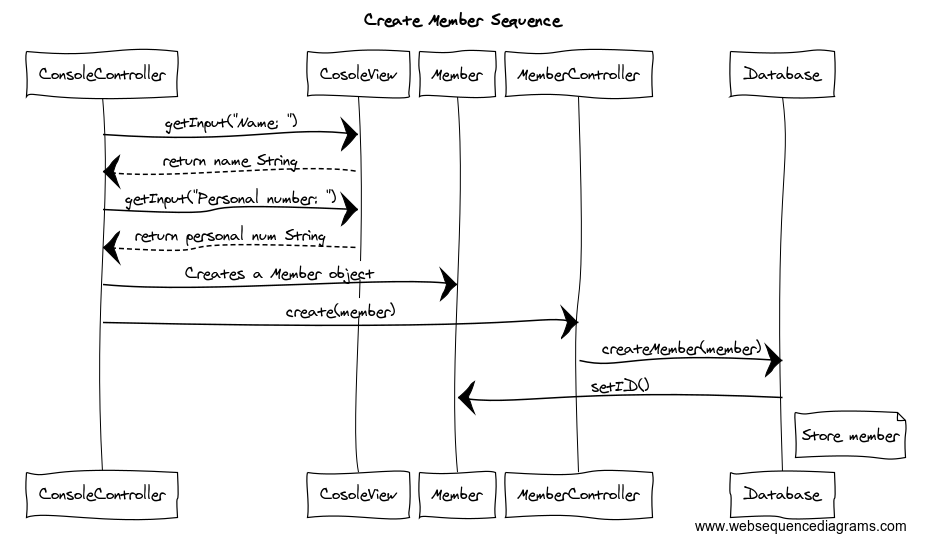 Create Member Sequence
ConsoleController
CosoleView
Member
MemberController
Database
getInput("Name: ")
return name String
getInput("Personal number: ")
return personal num String
Creates a Member object
create(member)
createMember(member)
setID()
Store member
ConsoleController
CosoleView
Member
MemberController
Database
www.websequencediagrams.com